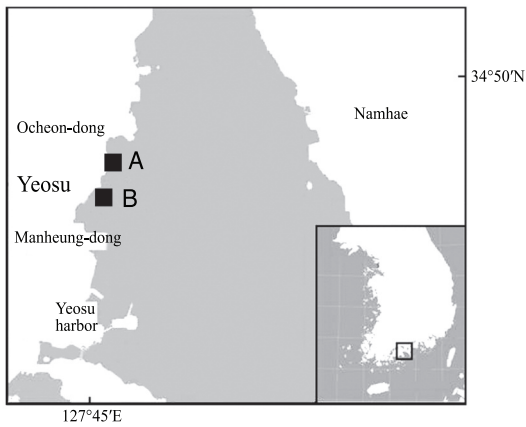 34°50′N
Namhae
Ocheon-dong
A
Yeosu
B
Manheung-dong
Yeosu
harbor
127°45′E